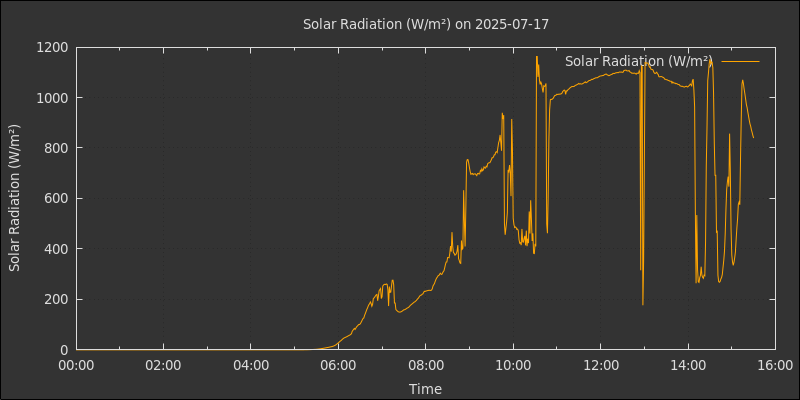 Solar Radiation (W/m²) on 2025-07-17
Solar Radiation (W/m²)
Solar Radiation (W/m²)
1200
1000
800
600
400
200
0
00:00 02:00 04:00 06:00 08:00 10:00 12:00 14:00 16:00
Time